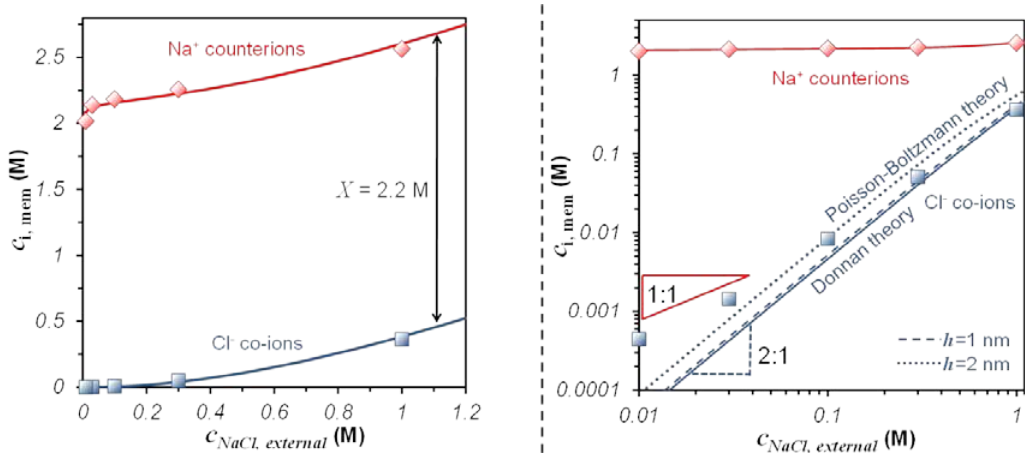 2.5
2
1.5
1
0.5
0
0
0.2
0.4
0.6
0.8
1
1.2
c_i, mem (M)
c_NaCl, external (M)
Na⁺ counterions
X = 2.2 M
Cl⁻ co-ions
1
0.1
0.01
0.001
0.0001
0.01
0.1
1
c_i, mem (M)
c_NaCl, external (M)
Na⁺ counterions
Poisson-Boltzmann theory
Cl⁻ co-ions
Donnan theory
1:1
2:1
h=1 nm
h=2 nm